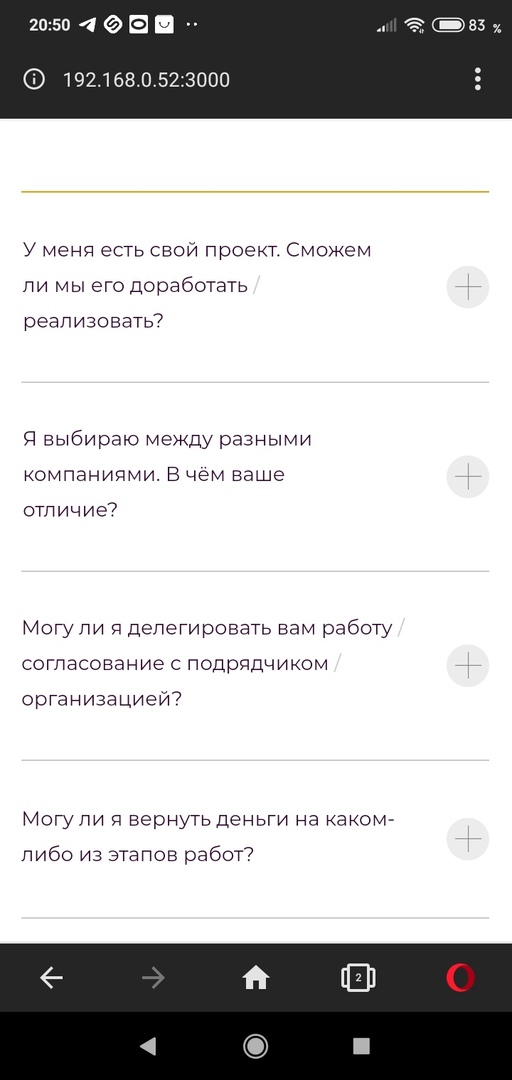 20:50
83 %
192.168.0.52:3000
У меня есть свой проект. Сможем
ли мы его доработать /
реализовать?
Я выбираю между разными
компаниями. В чём ваше
отличие?
Могу ли я делегировать вам работу /
согласование с подрядчиком /
организацией?
Могу ли я вернуть деньги на каком-
либо из этапов работ?
2